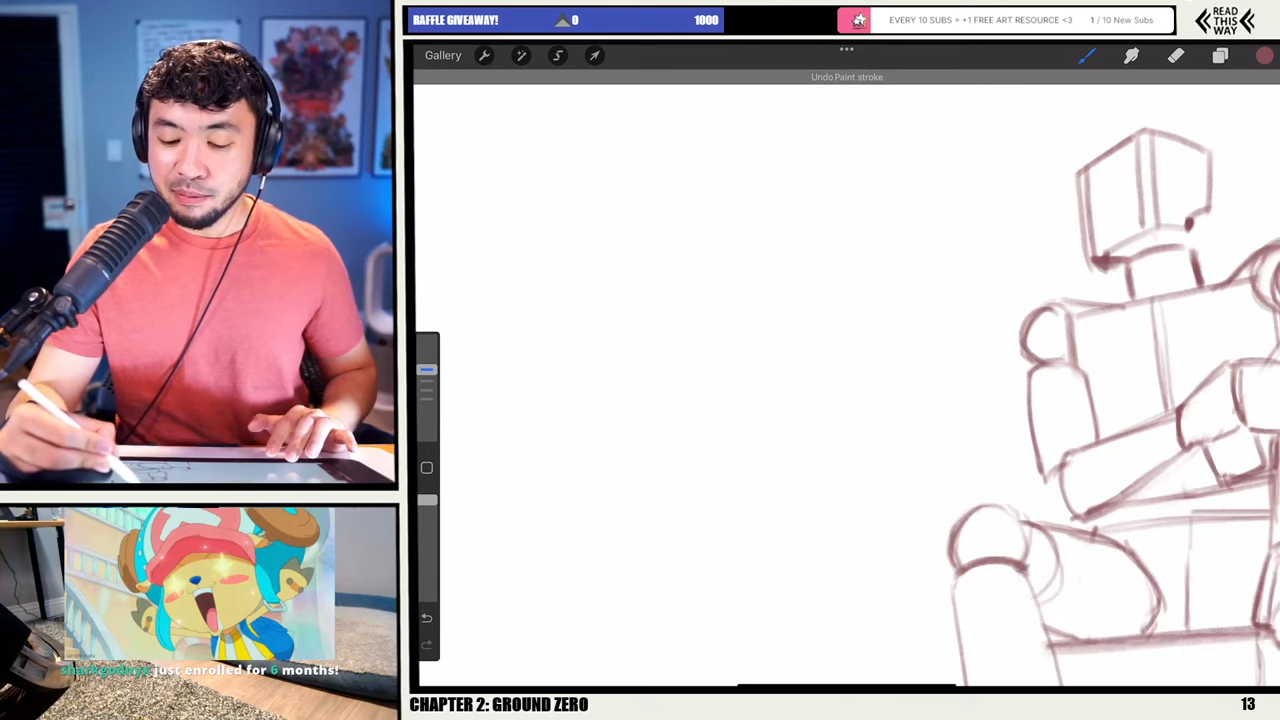 RAFFLE GIVEAWAY! 0 1000
EVERY 10 SUBS = +1 FREE ART RESOURCE <3 1 / 10 New Subs
READ
THIS
WAY
Gallery
Undo Paint stroke
just enrolled for 6 months!
CHAPTER 2: GROUND ZERO 13